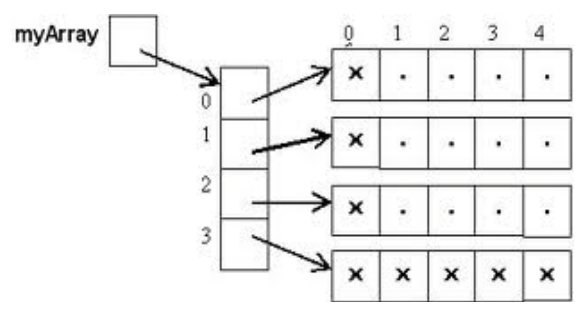 myArray
0 1 2 3 4
s
0 x . . . .
1 x . . . .
2 x . . . .
3 x x x x x